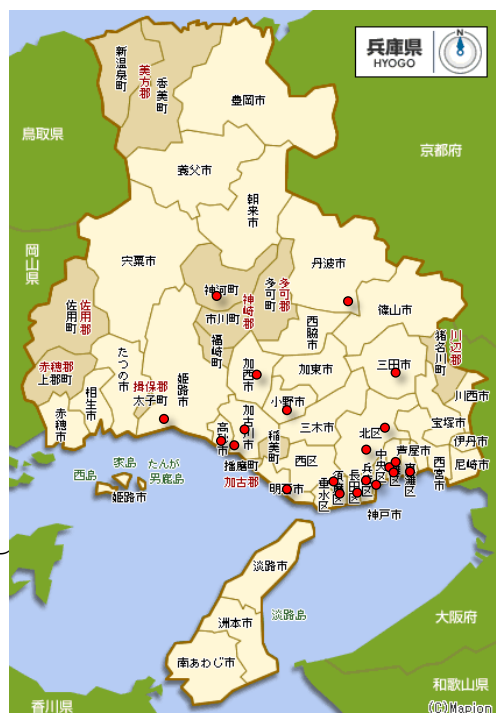 兵庫県
HYOGO
新温泉町
美方郡
香美町
豊岡市
鳥取県
京都府
養父市
朝来市
岡山県
宍粟市
丹波市
神河町
多可町
多可郡
佐用町
佐用郡
市川町
神崎郡
篠山市
福崎町
西脇市
猪名川町
川辺郡
たつの市
姫路市
加西市
加東市
三田市
赤穂郡
上郡町
揖保郡
太子町
川西市
相生市
小野市
赤穂市
加古川市
三木市
北区
宝塚市
高砂市
稲美町
芦屋市
伊丹市
播磨町
西区
中央区
灘区
東灘区
西宮市
尼崎市
加古郡
明石市
垂水区
須磨区
長田区
兵庫区
神戸市
西島
家島
たんが
男鹿島
姫路市
淡路市
淡路島
洲本市
大阪府
南あわじ市
和歌山県
香川県
(C)Mapion